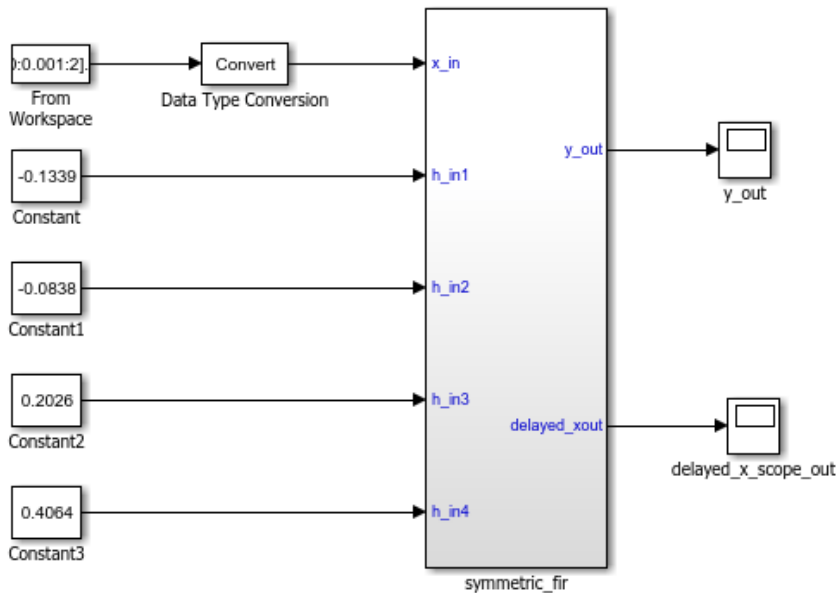 0:0.001:2].
From
Workspace
Convert
Data Type Conversion
x_in
-0.1339
Constant
h_in1
y_out
y_out
-0.0838
Constant1
h_in2
0.2026
Constant2
h_in3
delayed_xout
delayed_x_scope_out
0.4064
Constant3
h_in4
symmetric_fir